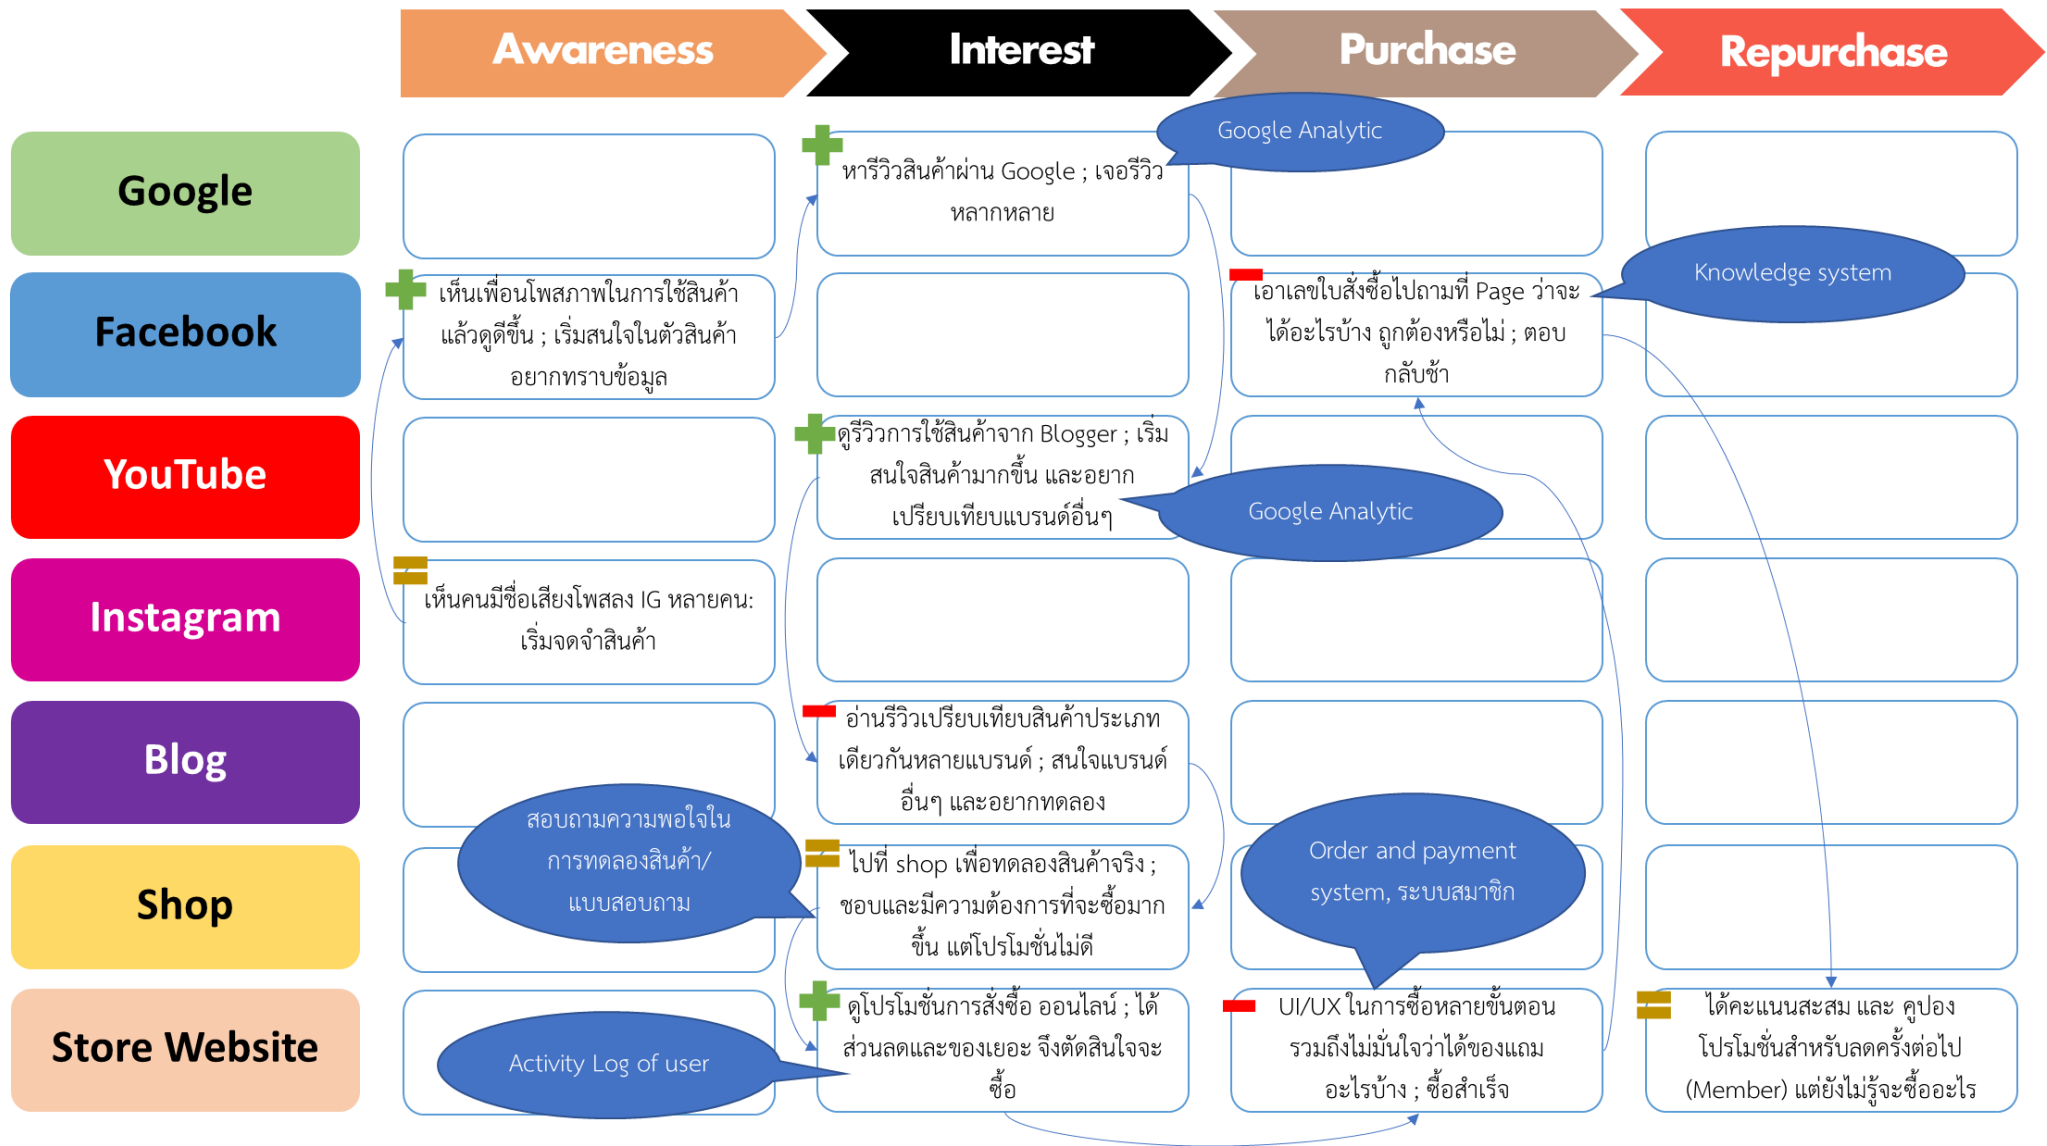 Awareness
Interest
Purchase
Repurchase
Google
หารีวิวสินค้าผ่าน Google ; เจอรีวิว
หลากหลาย
Google Analytic
Facebook
เห็นเพื่อนโพสภาพในการใช้สินค้า
แล้วดูดีขึ้น ; เริ่มสนใจในตัวสินค้า
อยากทราบข้อมูล
เอาเลขใบสั่งซื้อไปถามที่ Page ว่าจะ
ได้อะไรบ้าง ถูกต้องหรือไม่ ; ตอบ
กลับช้า
Knowledge system
YouTube
ดูรีวิวการใช้สินค้าจาก Blogger ; เริ่ม
สนใจสินค้ามากขึ้น และอยาก
เปรียบเทียบแบรนด์อื่นๆ
Google Analytic
Instagram
เห็นคนมีชื่อเสียงโพสลง IG หลายคน:
เริ่มจดจำสินค้า
Blog
อ่านรีวิวเปรียบเทียบสินค้าประเภท
เดียวกันหลายแบรนด์ ; สนใจแบรนด์
อื่นๆ และอยากทดลอง
Shop
สอบถามความพอใจใน
การทดลองสินค้า/
แบบสอบถาม
ไปที่ shop เพื่อทดลองสินค้าจริง ;
ชอบและมีความต้องการที่จะซื้อมาก
ขึ้น แต่โปรโมชั่นไม่ดี
Order and payment
system, ระบบสมาชิก
Store Website
Activity Log of user
ดูโปรโมชั่นการสั่งซื้อ ออนไลน์ ; ได้
ส่วนลดและของเยอะ จึงตัดสินใจจะ
ซื้อ
UI/UX ในการซื้อหลายขั้นตอน
รวมถึงไม่มั่นใจว่าได้ของแถม
อะไรบ้าง ; ซื้อสำเร็จ
ได้คะแนนสะสม และ คูปอง
โปรโมชั่นสำหรับลดครั้งต่อไป
(Member) แต่ยังไม่รู้จะซื้ออะไร